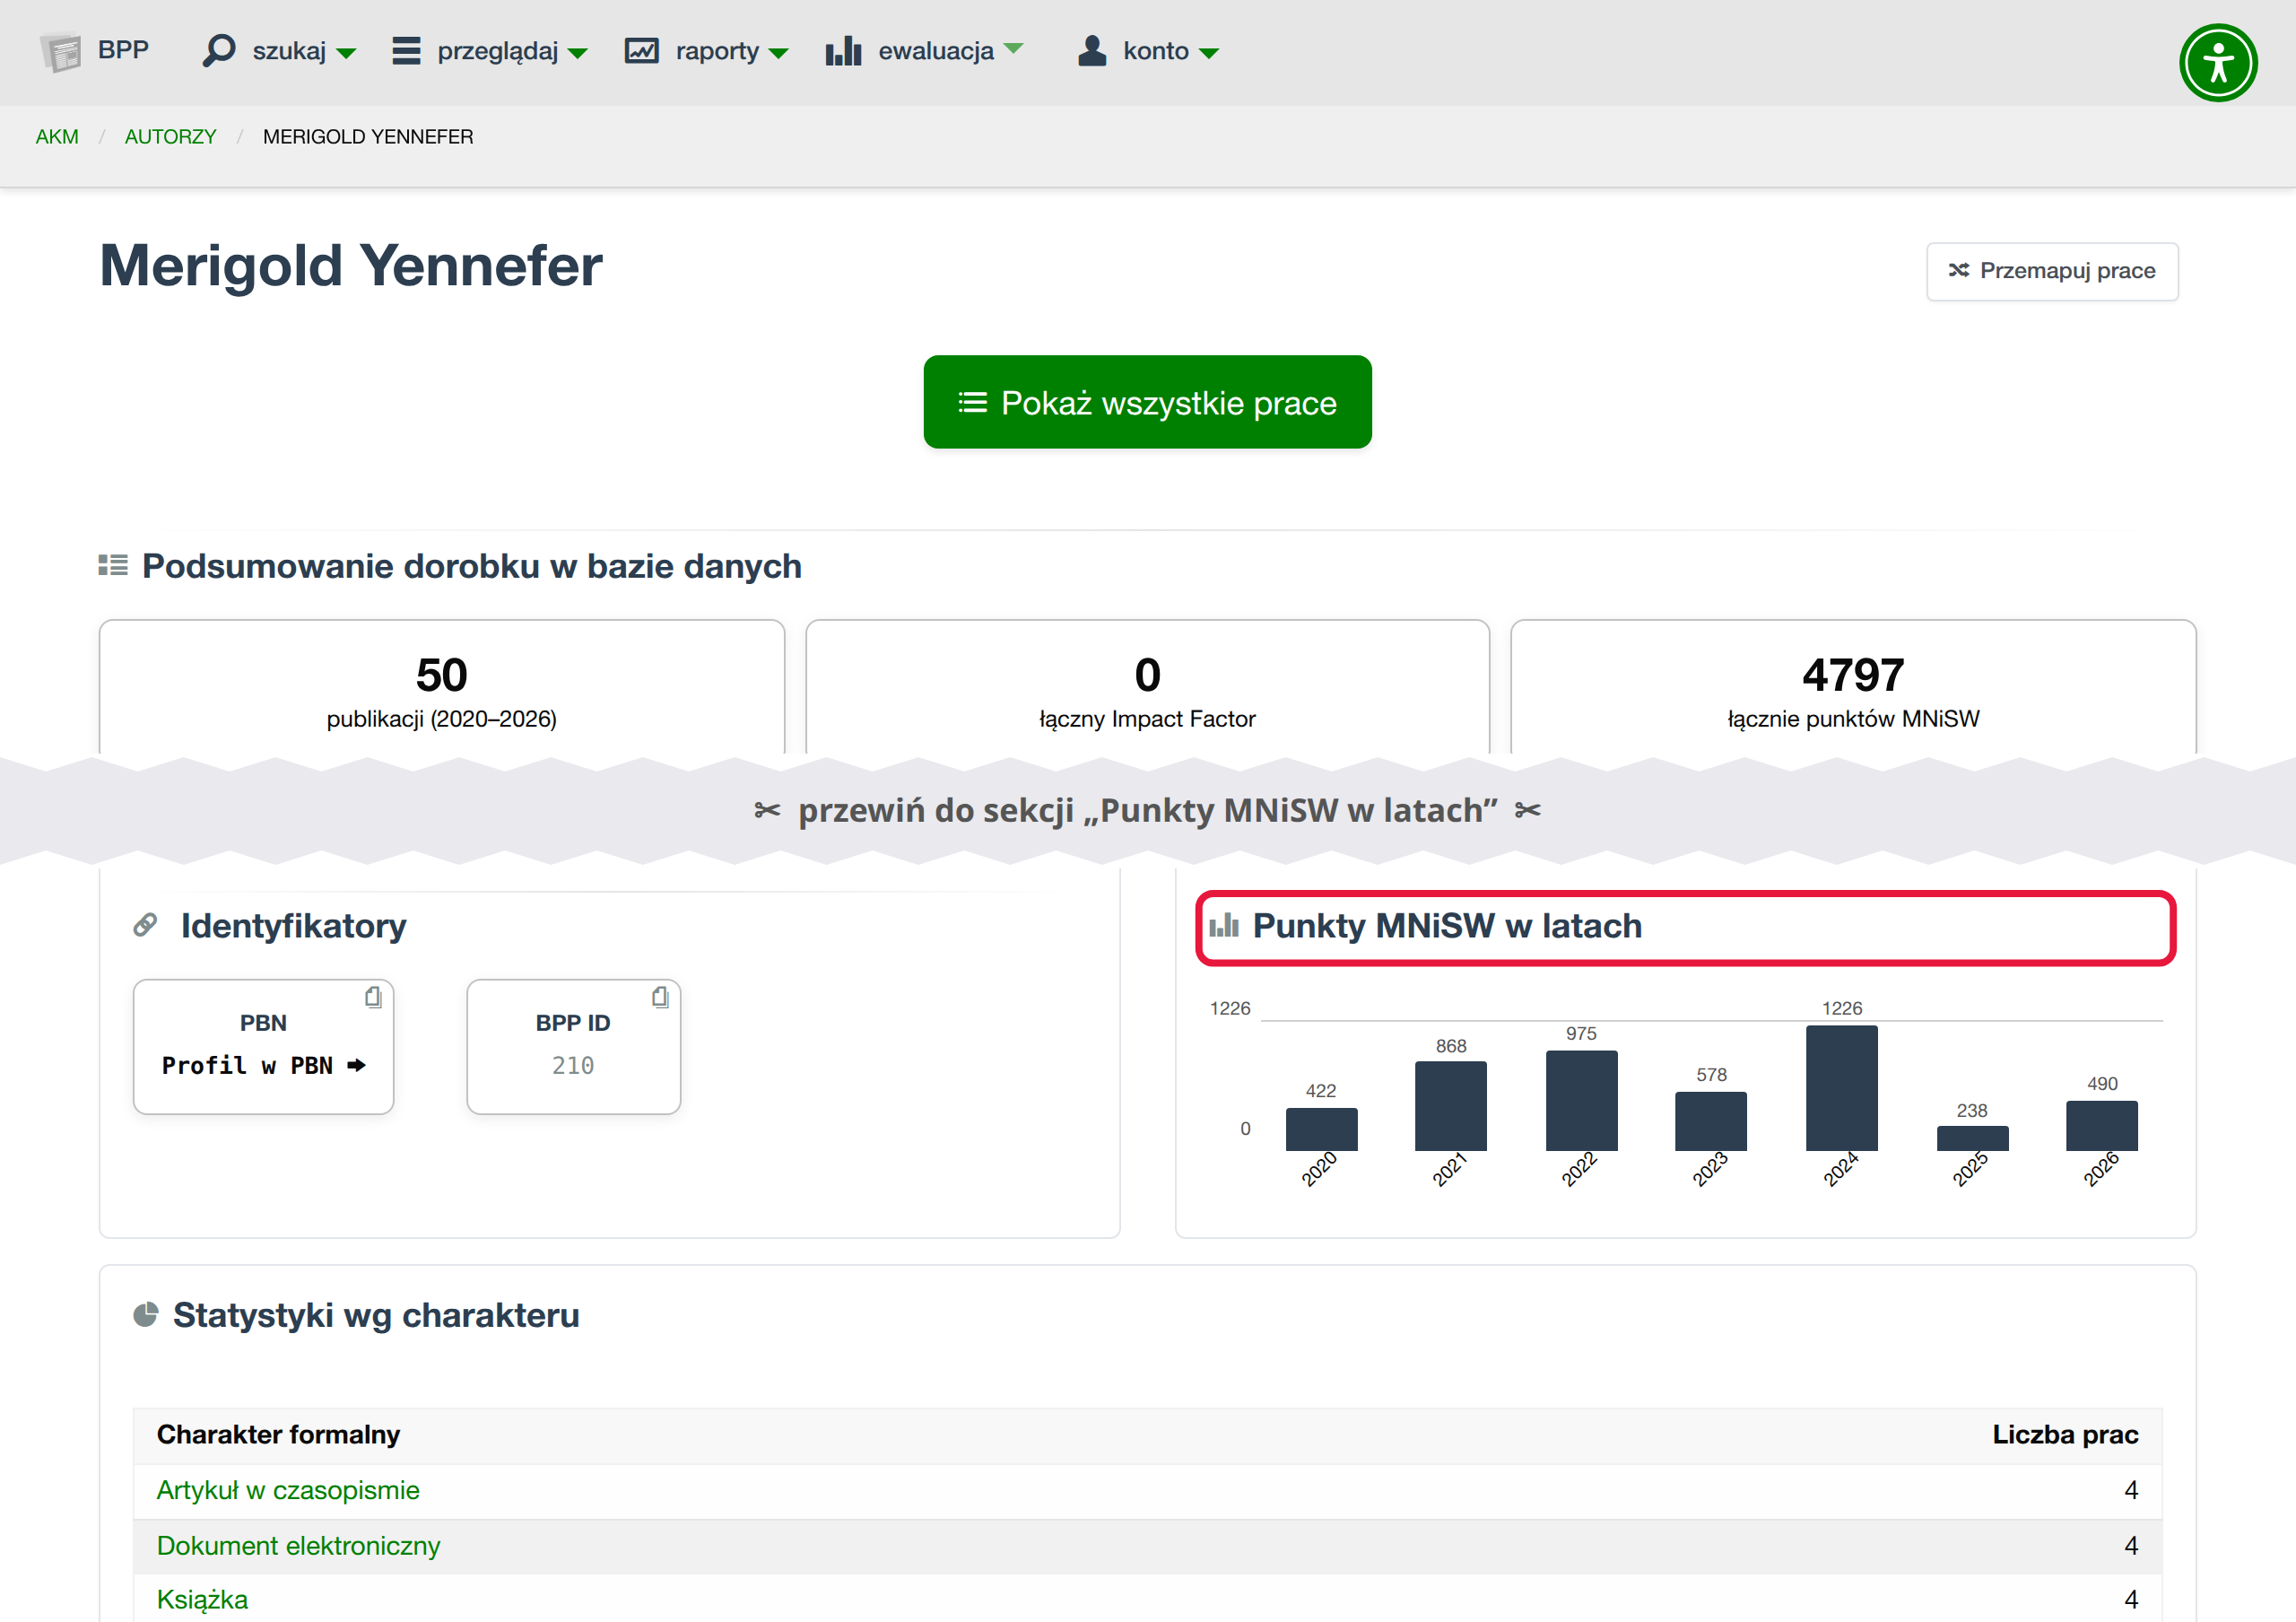 BPP szukaj przeglądaj raporty ewaluacja konto
AKM / AUTORZY / MERIGOLD YENNEFER
Merigold Yennefer
Przemapuj prace
Pokaż wszystkie prace
Podsumowanie dorobku w bazie danych
50
publikacji (2020–2026)
0
łączny Impact Factor
4797
łącznie punktów MNiSW
✂ przewiń do sekcji „Punkty MNiSW w latach” ✂
Identyfikatory
PBN
Profil w PBN
BPP ID
210
Punkty MNiSW w latach
1226
0
422
868
975
578
1226
238
490
2020
2021
2022
2023
2024
2025
2026
Statystyki wg charakteru
Charakter formalny Liczba prac
Artykuł w czasopismie 4
Dokument elektroniczny 4
Książka 4